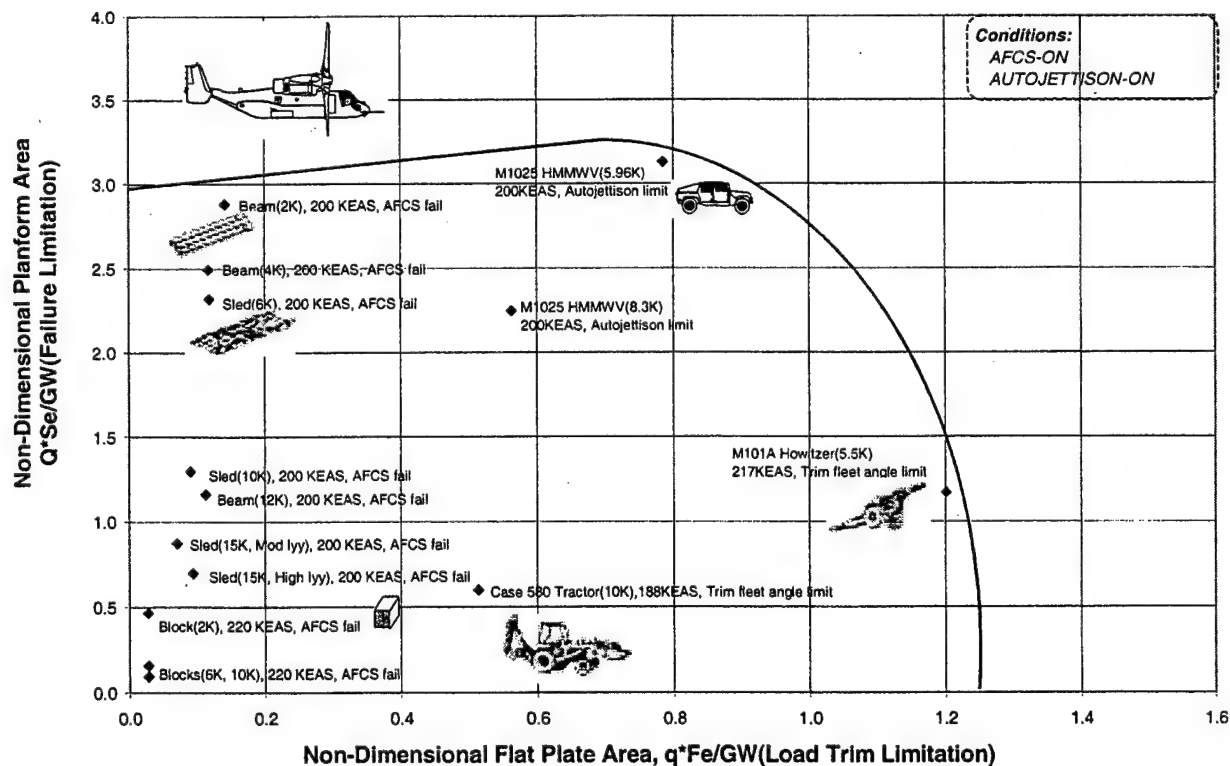 Conditions:
AFCS-ON
AUTOJETTISON-ON
Non-Dimensional Planform Area
Q*Se/GW(Failure Limitation)
4.0
3.5
3.0
2.5
2.0
1.5
1.0
0.5
0.0
M1025 HMMWV(5.96K)
200KEAS, Autojettison limit
Beam(2K), 200 KEAS, AFCS fail
Beam(4K), 200 KEAS, AFCS fail
Sled(6K), 200 KEAS, AFCS fail
M1025 HMMWV(8.3K)
200KEAS, Autojettison limit
M101A Howitzer(5.5K)
217KEAS, Trim fleet angle limit
Sled(10K), 200 KEAS, AFCS fail
Beam(12K), 200 KEAS, AFCS fail
Sled(15K, Mod Iyy), 200 KEAS, AFCS fail
Sled(15K, High Iyy), 200 KEAS, AFCS fail
Case 580 Tractor(10K),188KEAS, Trim fleet angle limit
Block(2K), 220 KEAS, AFCS fail
Blocks(6K, 10K), 220 KEAS, AFCS fail
0.0 0.2 0.4 0.6 0.8 1.0 1.2 1.4 1.6
Non-Dimensional Flat Plate Area, q*Fe/GW(Load Trim Limitation)